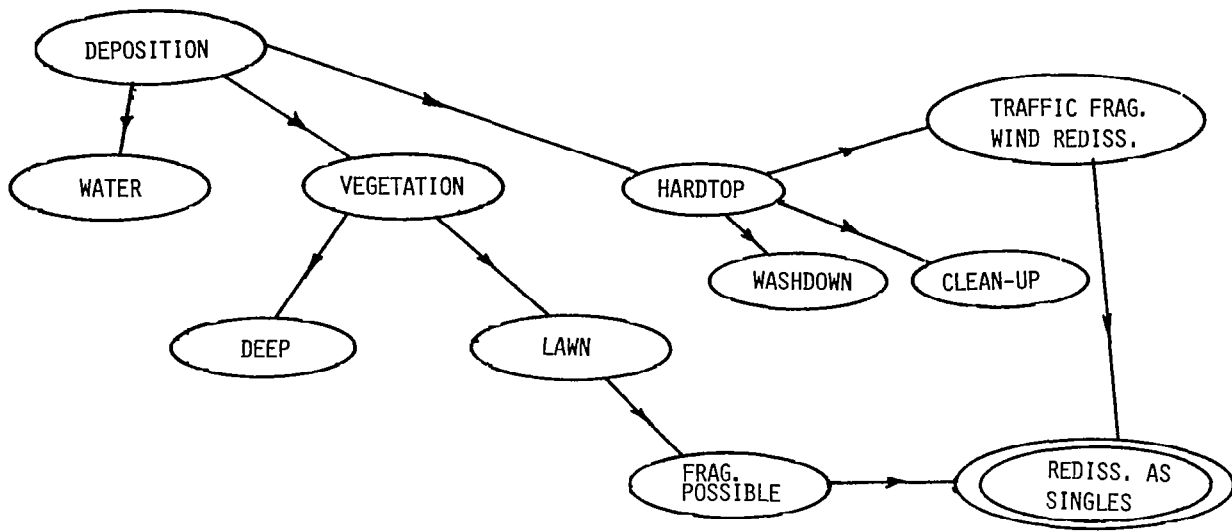 DEPOSITION
TRAFFIC FRAG.
WIND REDISS.
WATER
VEGETATION
HARDTOP
WASHDOWN
CLEAN-UP
DEEP
LAWN
FRAG.
POSSIBLE
REDISS. AS
SINGLES